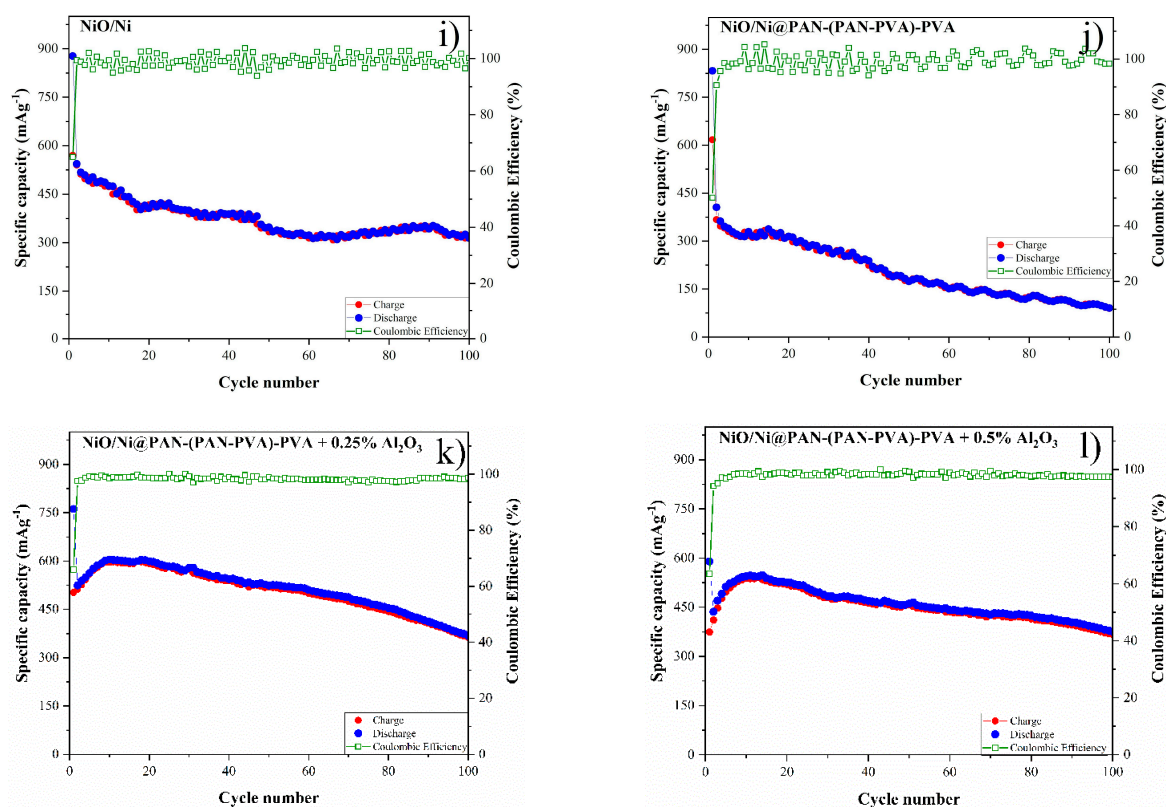 NiO/Ni
i)
Specific capacity (mAg⁻¹)
900
750
600
450
300
150
0
100
80
60
40
20
0
Coulombic Efficiency (%)
Charge
Discharge
Coulombic Efficiency
0 20 40 60 80 100
Cycle number
NiO/Ni@PAN-(PAN-PVA)-PVA
j)
Specific capacity (mAg⁻¹)
900
750
600
450
300
150
0
100
80
60
40
20
0
Coulombic Efficiency (%)
Charge
Discharge
Coulombic Efficiency
0 20 40 60 80 100
Cycle number
NiO/Ni@PAN-(PAN-PVA)-PVA + 0.25% Al₂O₃
k)
Specific capacity (mAg⁻¹)
900
750
600
450
300
150
0
100
80
60
40
20
0
Coulombic Efficiency (%)
Charge
Discharge
Coulombic Efficiency
0 20 40 60 80 100
Cycle number
NiO/Ni@PAN-(PAN-PVA)-PVA + 0.5% Al₂O₃
l)
Specific capacity (mAg⁻¹)
900
750
600
450
300
150
0
100
80
60
40
20
0
Coulombic Efficiency (%)
Charge
Discharge
Coulombic Efficiency
0 20 40 60 80 100
Cycle number